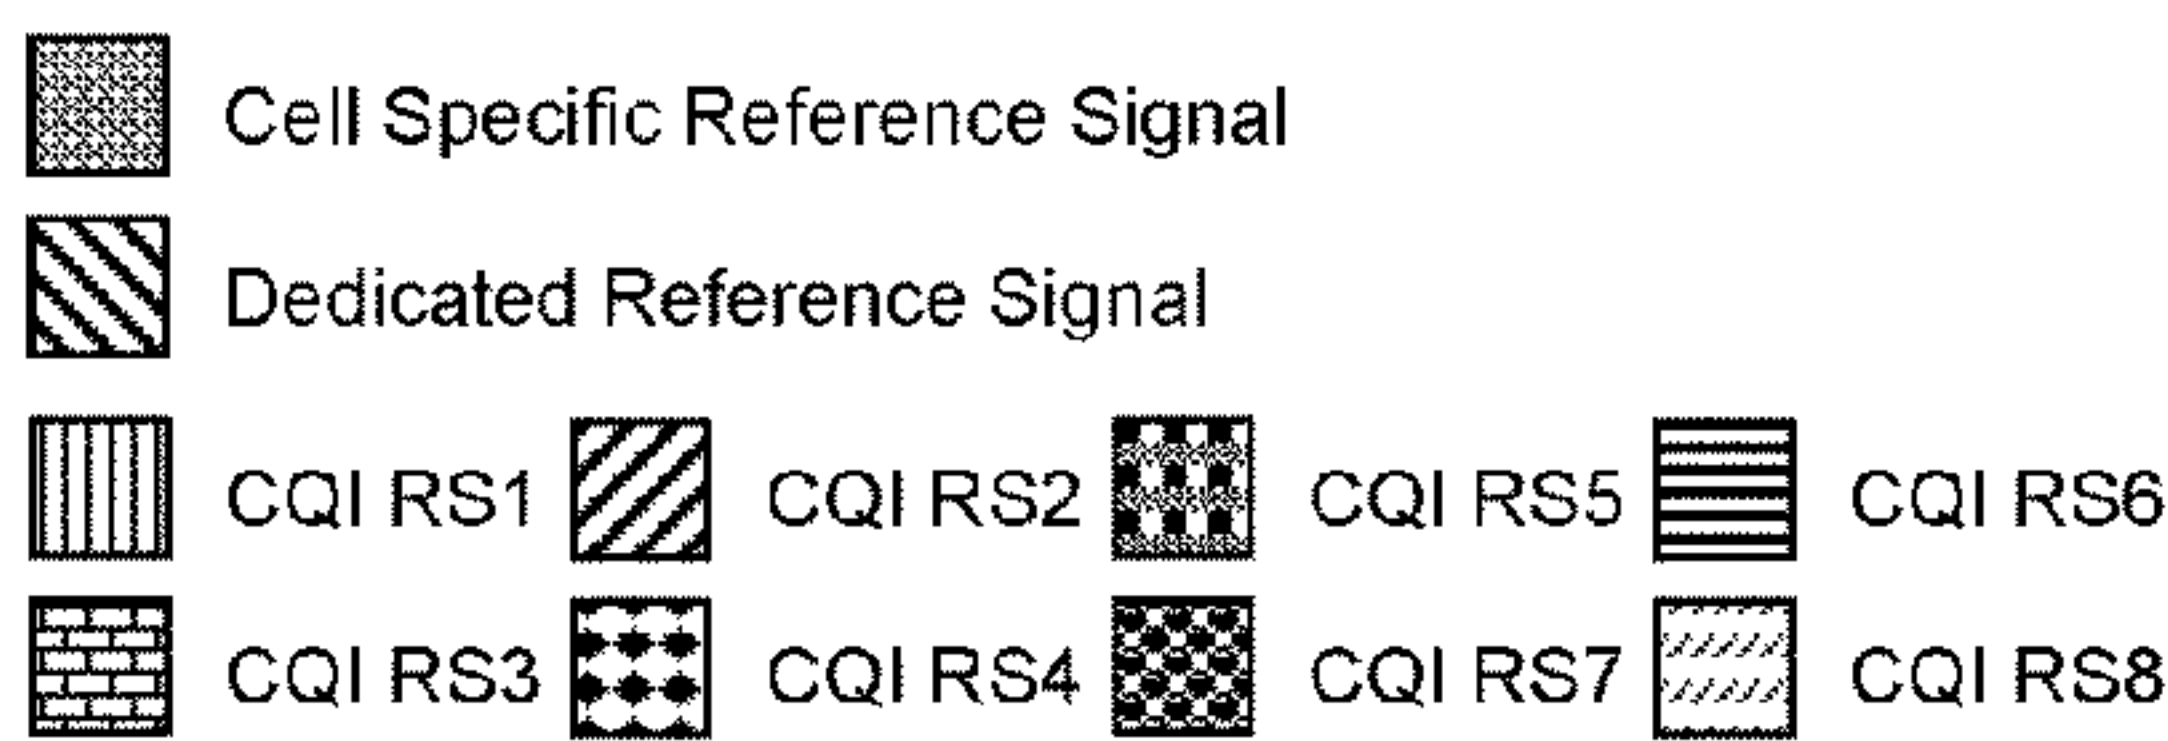 Cell Specific Reference Signal
Dedicated Reference Signal
CQI RS1 CQI RS2 CQI RS5 CQI RS6
CQI RS3 CQI RS4 CQI RS7 CQI RS8